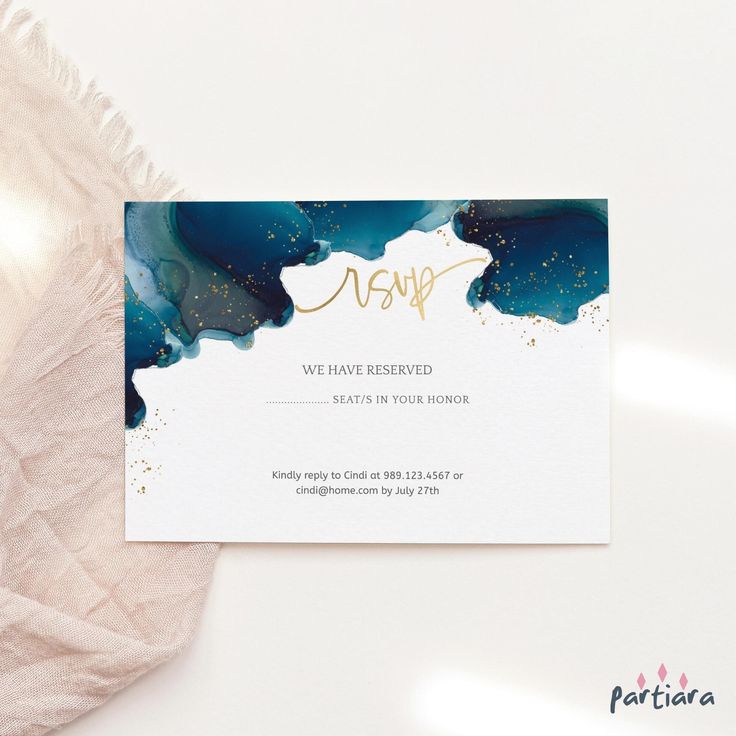 rsvp
WE HAVE RESERVED
..................... SEAT/S IN YOUR HONOR
Kindly reply to Cindi at 989.123.4567 or
cindi@home.com by July 27th
partiara